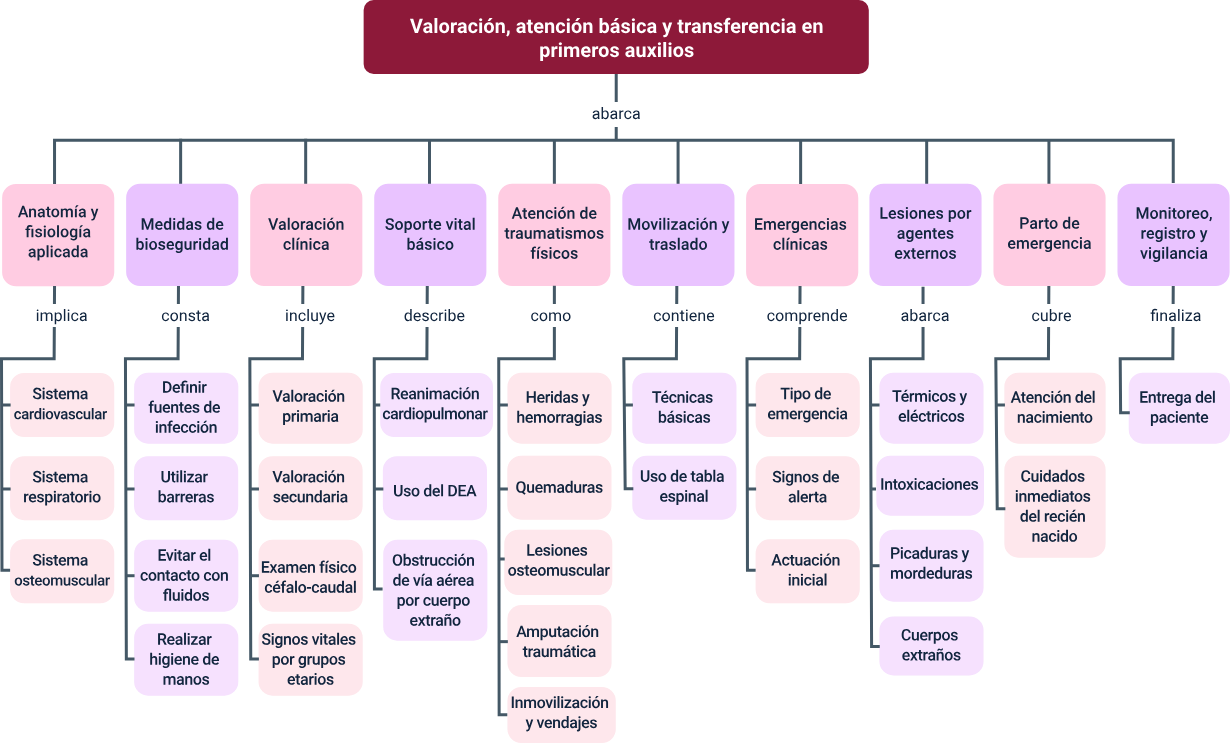 Valoración, atención básica y transferencia en
primeros auxilios
abarca
Anatomía y
fisiología
aplicada
implica
Sistema
cardiovascular
Sistema
respiratorio
Sistema
osteomuscular
Medidas de
bioseguridad
consta
Definir
fuentes de
infección
Utilizar
barreras
Evitar el
contacto con
fluidos
Realizar
higiene de
manos
Valoración
clínica
incluye
Valoración
primaria
Valoración
secundaria
Examen físico
céfalo-caudal
Signos vitales
por grupos
etarios
Soporte vital
básico
describe
Reanimación
cardiopulmonar
Uso del DEA
Obstrucción
de vía aérea
por cuerpo
extraño
Atención de
traumatismos
físicos
como
Heridas y
hemorragias
Quemaduras
Lesiones
osteomuscular
Amputación
traumática
Inmovilización
y vendajes
Movilización y
traslado
contiene
Técnicas
básicas
Uso de tabla
espinal
Emergencias
clínicas
comprende
Tipo de
emergencia
Signos de
alerta
Actuación
inicial
Lesiones por
agentes
externos
abarca
Térmicos y
eléctricos
Intoxicaciones
Picaduras y
mordeduras
Cuerpos
extraños
Parto de
emergencia
cubre
Atención del
nacimiento
Cuidados
inmediatos
del recién
nacido
Monitoreo,
registro y
vigilancia
finaliza
Entrega del
paciente